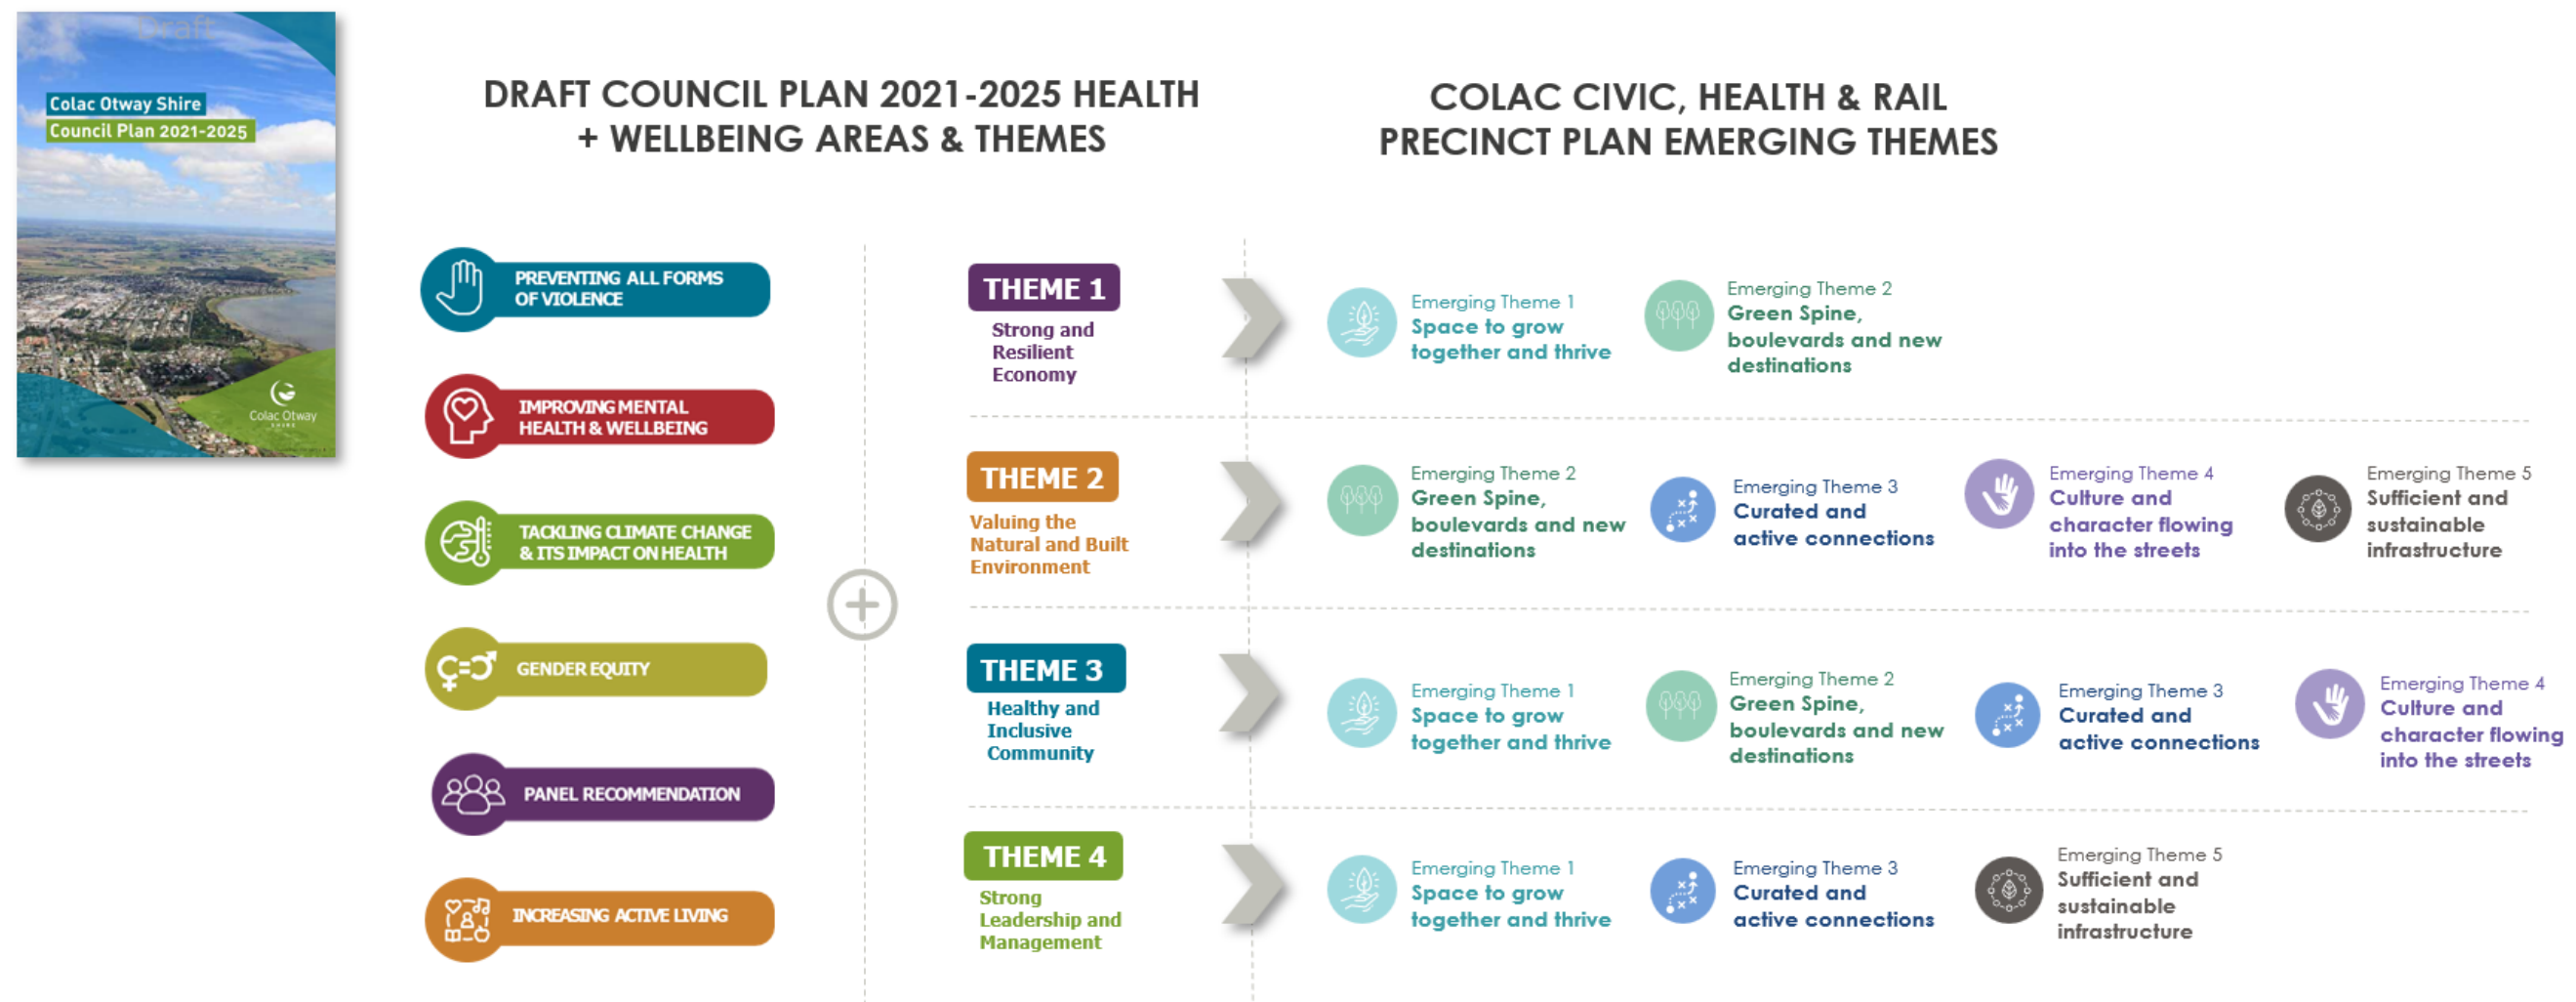 Draft
Colac Otway Shire
Council Plan 2021-2025
Colac Otway
SHIRE
DRAFT COUNCIL PLAN 2021-2025 HEALTH
+ WELLBEING AREAS & THEMES
COLAC CIVIC, HEALTH & RAIL
PRECINCT PLAN EMERGING THEMES
PREVENTING ALL FORMS
OF VIOLENCE
IMPROVING MENTAL
HEALTH & WELLBEING
TACKLING CLIMATE CHANGE
& ITS IMPACT ON HEALTH
GENDER EQUITY
PANEL RECOMMENDATION
INCREASING ACTIVE LIVING
THEME 1
Strong and
Resilient
Economy
Emerging Theme 1
Space to grow
together and thrive
Emerging Theme 2
Green Spine,
boulevards and new
destinations
THEME 2
Valuing the
Natural and Built
Environment
Emerging Theme 2
Green Spine,
boulevards and new
destinations
Emerging Theme 3
Curated and
active connections
Emerging Theme 4
Culture and
character flowing
into the streets
Emerging Theme 5
Sufficient and
sustainable
infrastructure
THEME 3
Healthy and
Inclusive
Community
Emerging Theme 1
Space to grow
together and thrive
Emerging Theme 2
Green Spine,
boulevards and new
destinations
Emerging Theme 3
Curated and
active connections
Emerging Theme 4
Culture and
character flowing
into the streets
THEME 4
Strong
Leadership and
Management
Emerging Theme 1
Space to grow
together and thrive
Emerging Theme 3
Curated and
active connections
Emerging Theme 5
Sufficient and
sustainable
infrastructure